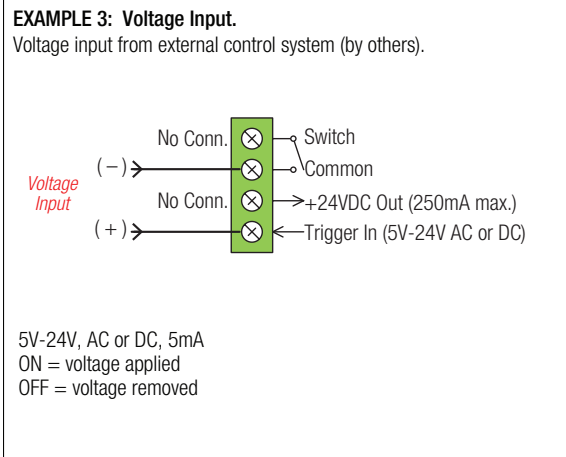 EXAMPLE 3: Voltage Input.
Voltage input from external control system (by others).
No Conn. Switch
(−) Common
Voltage
Input
No Conn. +24VDC Out (250mA max.)
(+) Trigger In (5V-24V AC or DC)
5V-24V, AC or DC, 5mA
ON = voltage applied
OFF = voltage removed